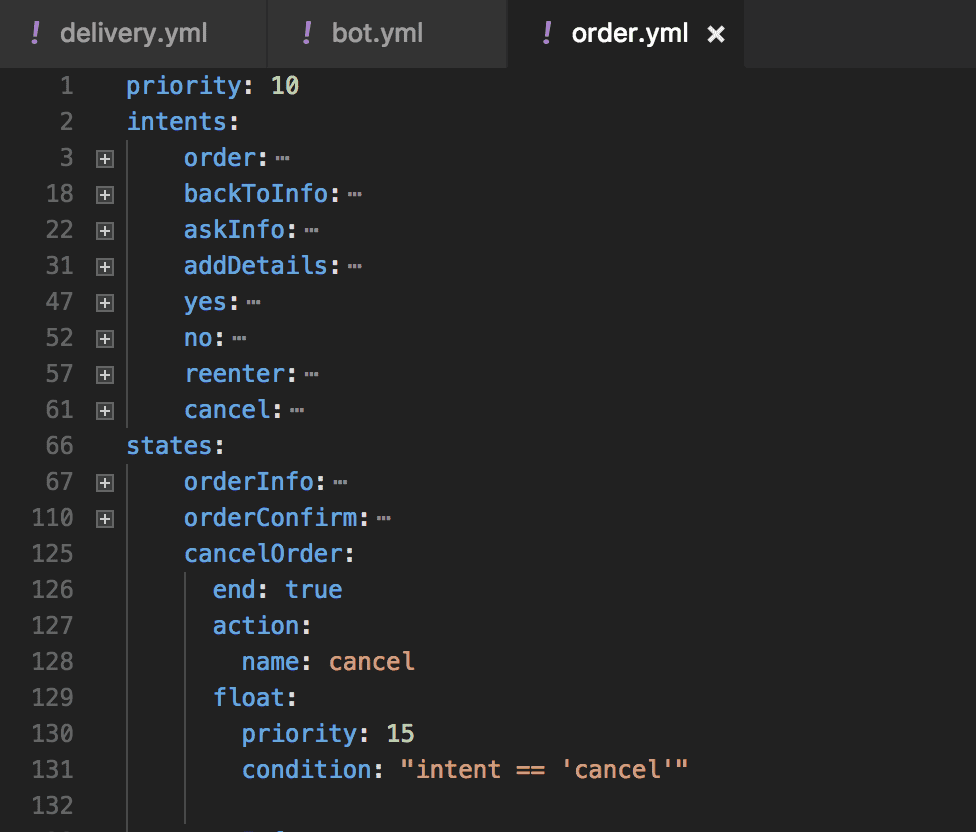 ! delivery.yml ! bot.yml ! order.yml ×
1 priority: 10
2 intents:
3 + order: ⋯
18 + backToInfo: ⋯
22 + askInfo: ⋯
31 + addDetails: ⋯
47 + yes: ⋯
52 + no: ⋯
57 + reenter: ⋯
61 + cancel: ⋯
66 states:
67 + orderInfo: ⋯
110 + orderConfirm: ⋯
125 cancelOrder:
126 end: true
127 action:
128 name: cancel
129 float:
130 priority: 15
131 condition: "intent == 'cancel'"
132